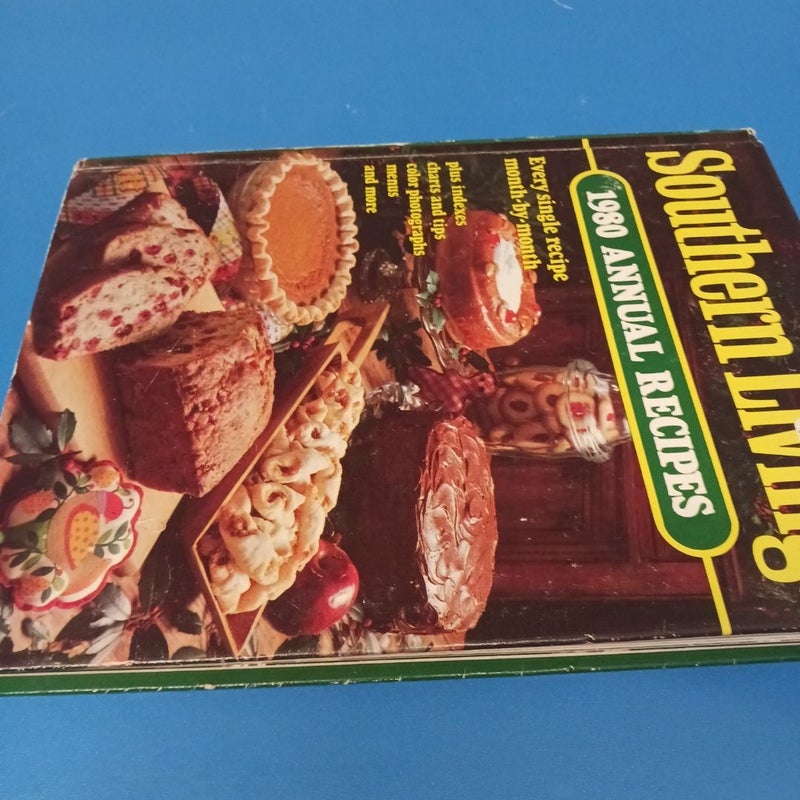 Southern Living
1980 ANNUAL RECIPES
Every single recipe
month-by-month
plus indexes
charts and tips
color photographs
menus
and more